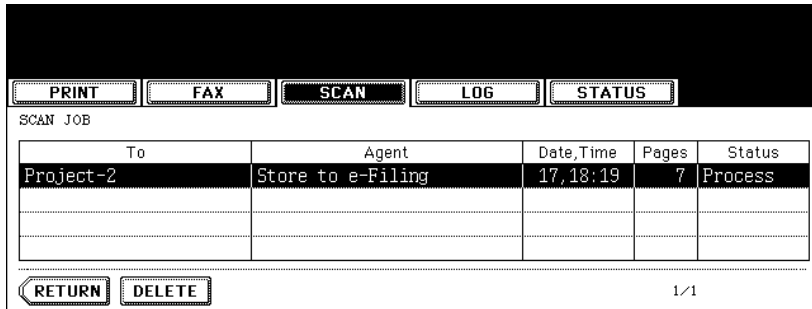 PRINT FAX SCAN LOG STATUS
SCAN JOB
To Agent Date,Time Pages Status
Project-2 Store to e-Filing 17,18:19 7 Process
RETURN DELETE 1/1